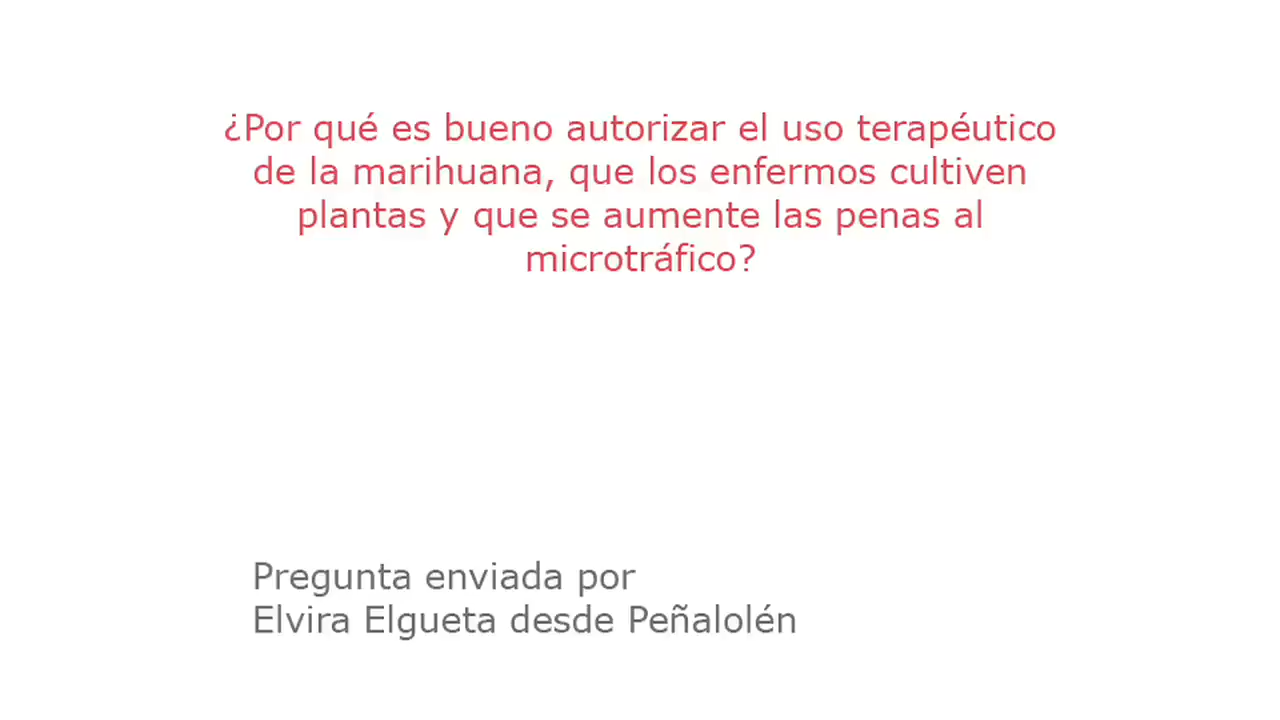 ¿Por qué es bueno autorizar el uso terapéutico
de la marihuana, que los enfermos cultiven
plantas y que se aumente las penas al
microtráfico?
Pregunta enviada por
Elvira Elgueta desde Peñalolén